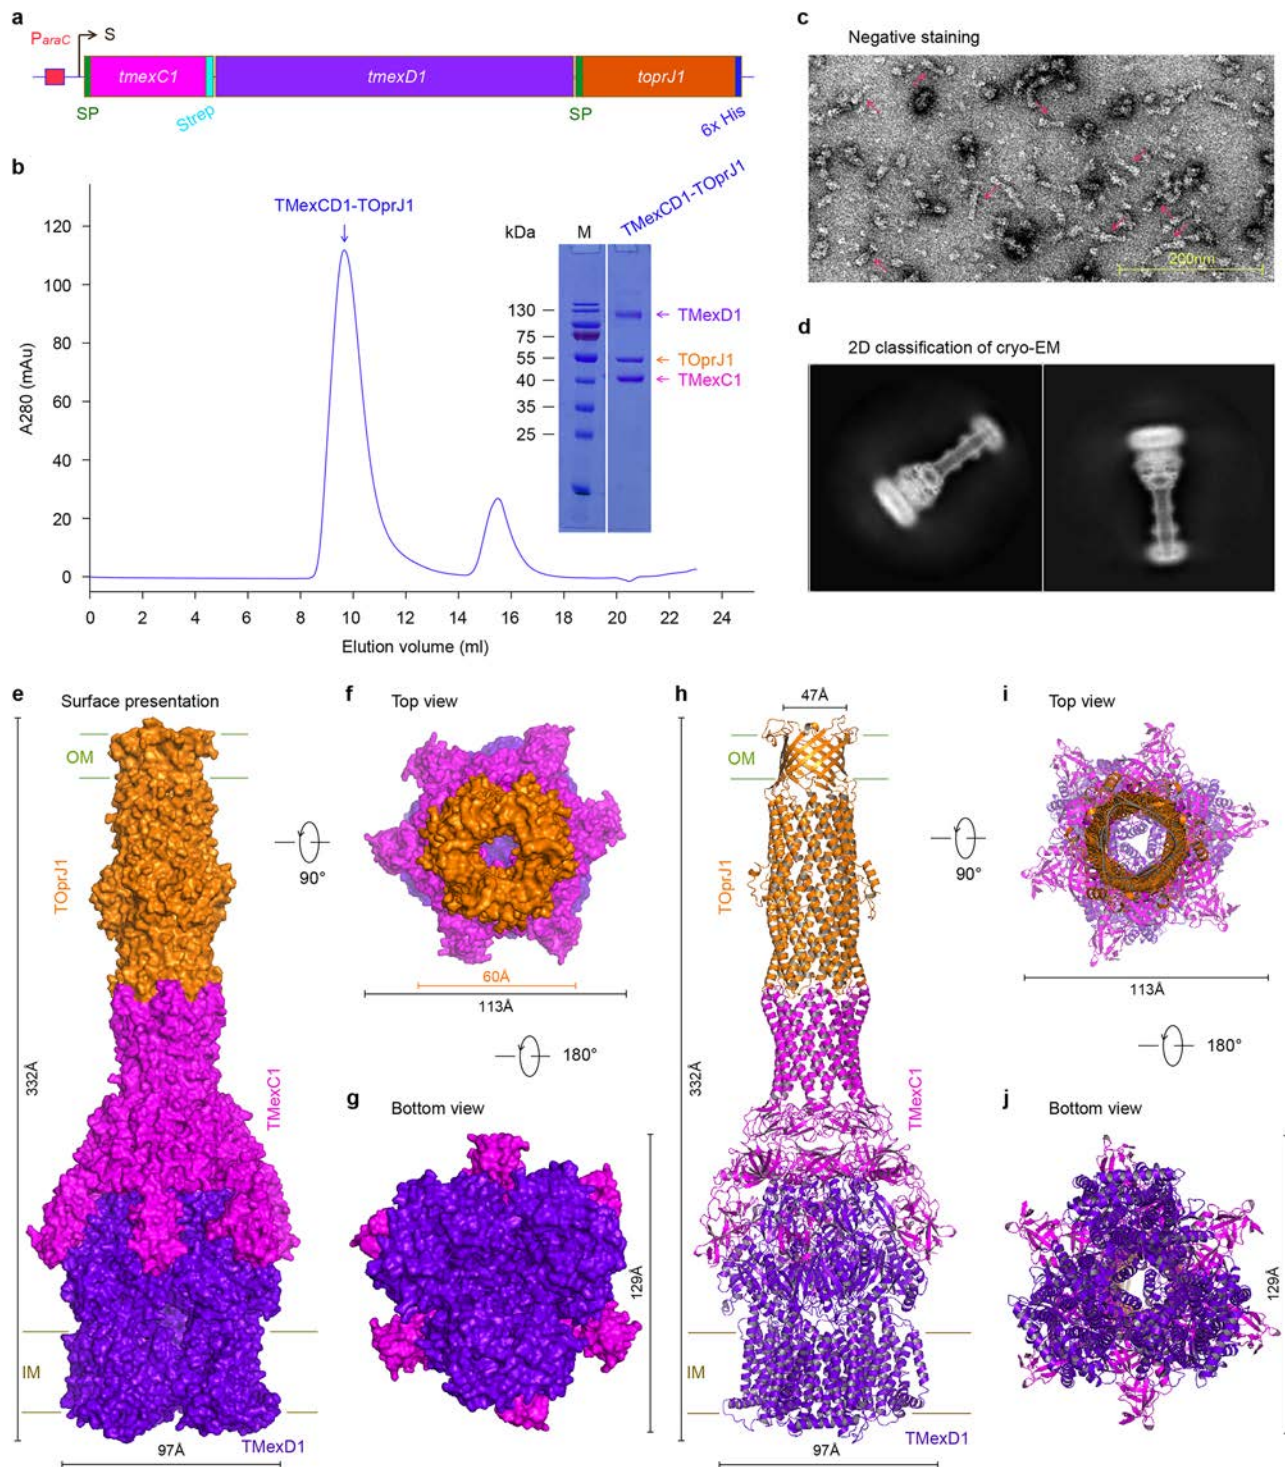 a
ParaC
S
tmexC1
tmexD1
toprJ1
SP
Strep
SP
6x His
b
TMexCD1-TOprJ1
A280 (mAu)
120
100
80
60
40
20
0
0 2 4 6 8 10 12 14 16 18 20 22 24
Elution volume (ml)
kDa
M
TMexCD1-TOprJ1
130
75
55
40
35
25
TMexD1
TOprJ1
TMexC1
c
Negative staining
200nm
d
2D classification of cryo-EM
e
Surface presentation
OM
TOprJ1
332Å
TMexC1
IM
TMexD1
97Å
90°
f
Top view
60Å
113Å
180°
g
Bottom view
129Å
h
47Å
OM
TOprJ1
332Å
TMexC1
IM
TMexD1
97Å
90°
i
Top view
113Å
180°
j
Bottom view
129Å